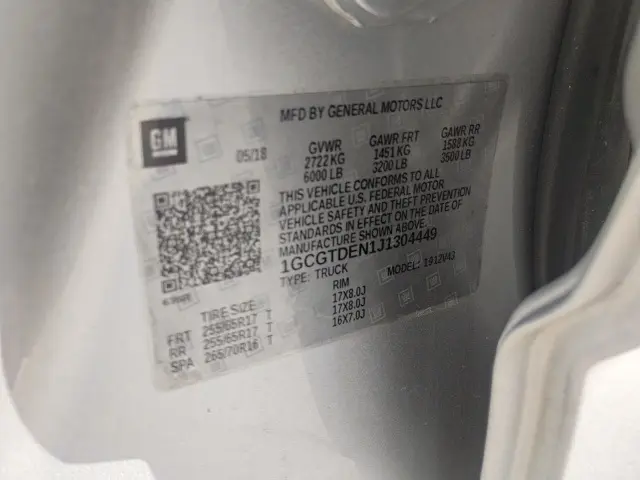 GM
MFD BY GENERAL MOTORS LLC
05/18
GVWR GAWR FRT GAWR RR
2722 KG 1451 KG 1588 KG
6000 LB 3200 LB 3500 LB
THIS VEHICLE CONFORMS TO ALL
APPLICABLE U.S. FEDERAL MOTOR
VEHICLE SAFETY AND THEFT PREVENTION
STANDARDS IN EFFECT ON THE DATE OF
MANUFACTURE SHOWN ABOVE.
1GCGTDEN1J1304449
TYPE: TRUCK MODEL: 1912V43
TIRE SIZE RIM
FRT 255/65R17 T 17X8.0J
RR 255/65R17 T 17X8.0J
SPA 265/70R16 T 16X7.0J